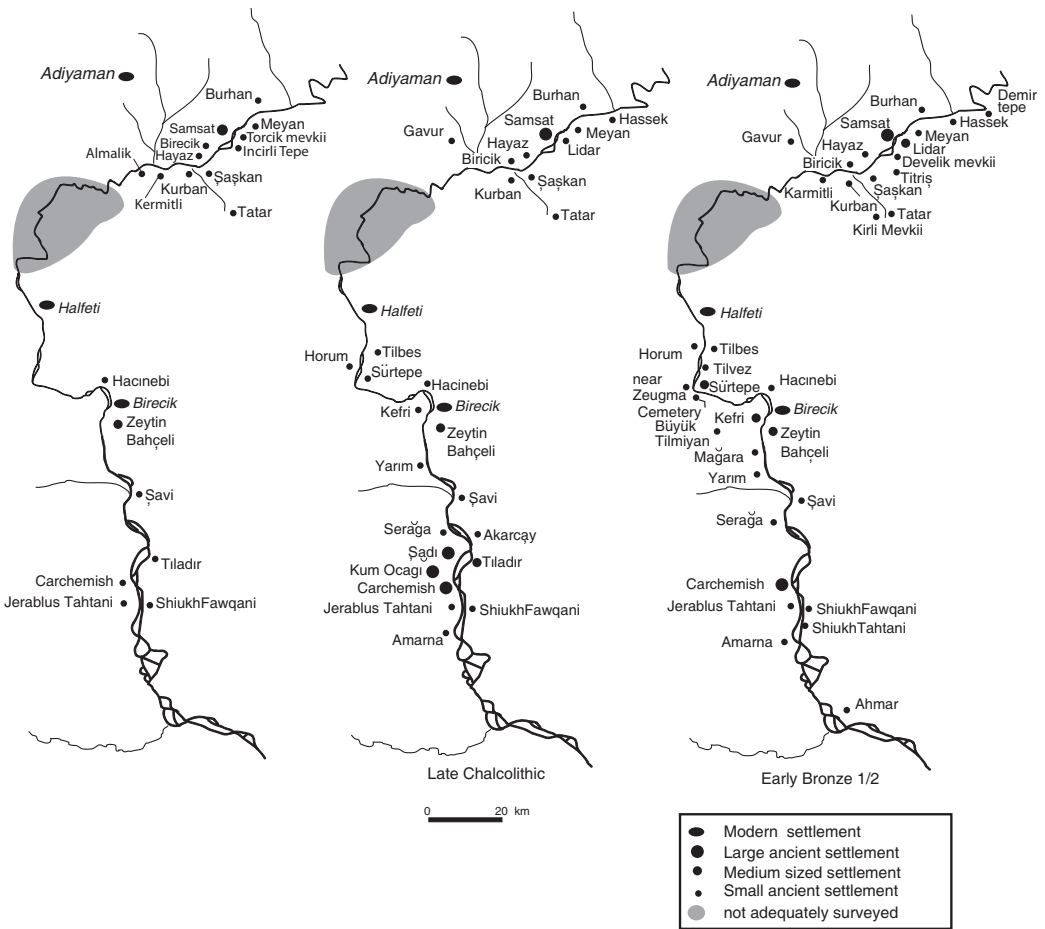 Adiyaman
Burhan
Samsat
Meyan
Birecik
Torcik mevkii
Hayaz
Incirli Tepe
Almalik
Kermitli
Kurban
Şaşkan
Tatar
Halfeti
Hacınebi
Birecik
Zeytin
Bahçeli
Şavi
Tıladır
Carchemish
Jerablus Tahtani
ShiukhFawqani
Adiyaman
Burhan
Hassek
Gavur
Samsat
Meyan
Hayaz
Lidar
Biricik
Kurban
Şaşkan
Tatar
Halfeti
Horum
Tilbes
Sürtepe
Hacınebi
Kefri
Birecik
Zeytin
Bahçeli
Yarım
Şavi
Serağa
Akarcay
Şadı
Tıladır
Kum Ocagı
Carchemish
Jerablus Tahtani
ShiukhFawqani
Amarna
Late Chalcolithic
0 20 km
Adiyaman
Demir
tepe
Burhan
Hassek
Samsat
Gavur
Meyan
Hayaz
Lidar
Biricik
Develik mevkii
Titriş
Karmitli
Şaşkan
Kurban
Tatar
Kirli Mevkii
Halfeti
Horum
Tilbes
Tilvez
near
Zeugma
Sürtepe
Hacınebi
Cemetery
Kefri
Birecik
Büyük
Tilmiyan
Zeytin
Bahçeli
Mağara
Yarım
Şavi
Serağa
Carchemish
Jerablus Tahtani
ShiukhFawqani
ShiukhTahtani
Amarna
Ahmar
Early Bronze 1/2
Modern settlement
Large ancient settlement
Medium sized settlement
Small ancient settlement
not adequately surveyed